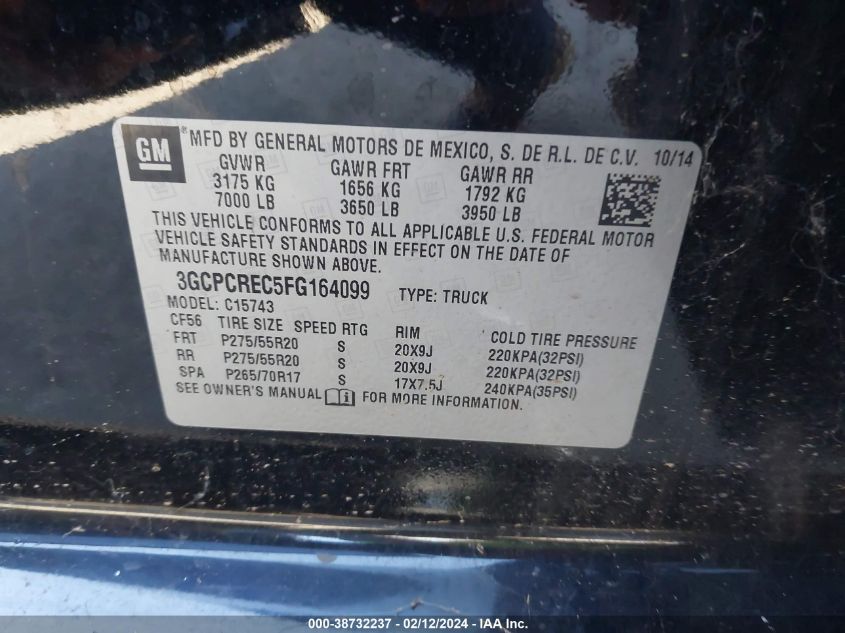 GM ® MFD BY GENERAL MOTORS DE MEXICO, S. DE R.L. DE C.V. 10/14
GVWR GAWR FRT GAWR RR
3175 KG 1656 KG 1792 KG
7000 LB 3650 LB 3950 LB
THIS VEHICLE CONFORMS TO ALL APPLICABLE U.S. FEDERAL MOTOR
VEHICLE SAFETY STANDARDS IN EFFECT ON THE DATE OF
MANUFACTURE SHOWN ABOVE.
3GCPCREC5FG164099 TYPE: TRUCK
MODEL: C15743
CF56 TIRE SIZE SPEED RTG RIM COLD TIRE PRESSURE
FRT P275/55R20 S 20X9J 220KPA(32PSI)
RR P275/55R20 S 20X9J 220KPA(32PSI)
SPA P265/70R17 S 17X7.5J 240KPA(35PSI)
SEE OWNER'S MANUAL i FOR MORE INFORMATION.
000-38732237 - 02/12/2024 - IAA Inc.